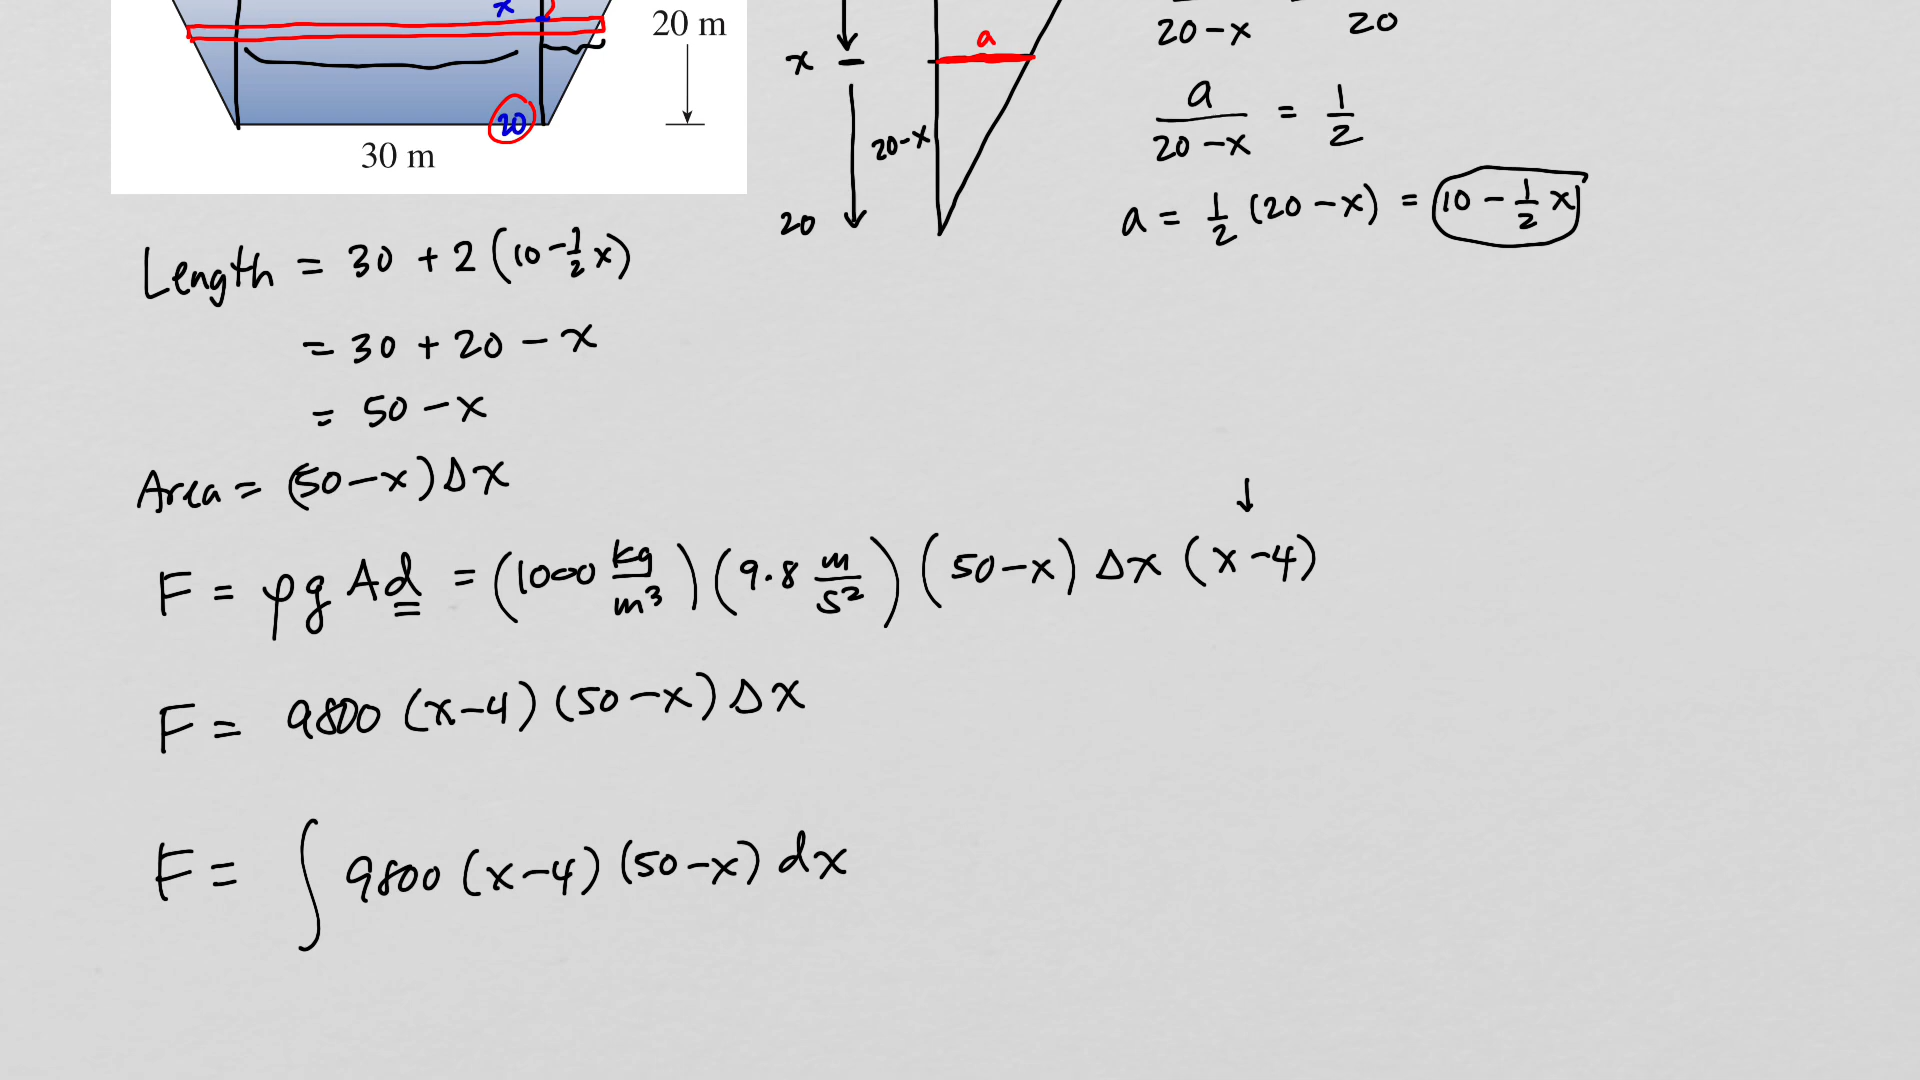 x
20 m
20
30 m
x
a
20-x
20
20-x 20
a/(20-x) = 1/2
a = 1/2 (20-x) = 10 - 1/2 x
Length = 30 + 2(10 - 1/2 x)
= 30 + 20 - x
= 50 - x
Area = (50-x)Δx
↓
F = ρg Ad = (1000 kg/m³)(9.8 m/s²)(50-x) Δx (x-4)
F = 9800 (x-4)(50-x)Δx
F = ∫ 9800 (x-4)(50-x) dx